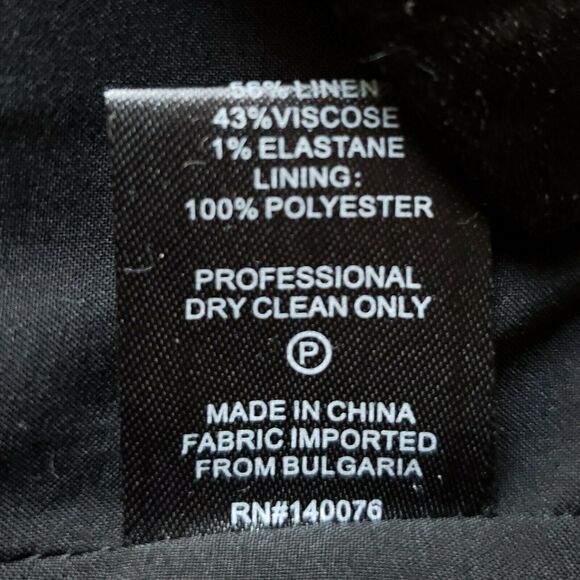 56% LINEN
43%VISCOSE
1% ELASTANE
LINING:
100% POLYESTER
PROFESSIONAL
DRY CLEAN ONLY
P
MADE IN CHINA
FABRIC IMPORTED
FROM BULGARIA
RN#140076